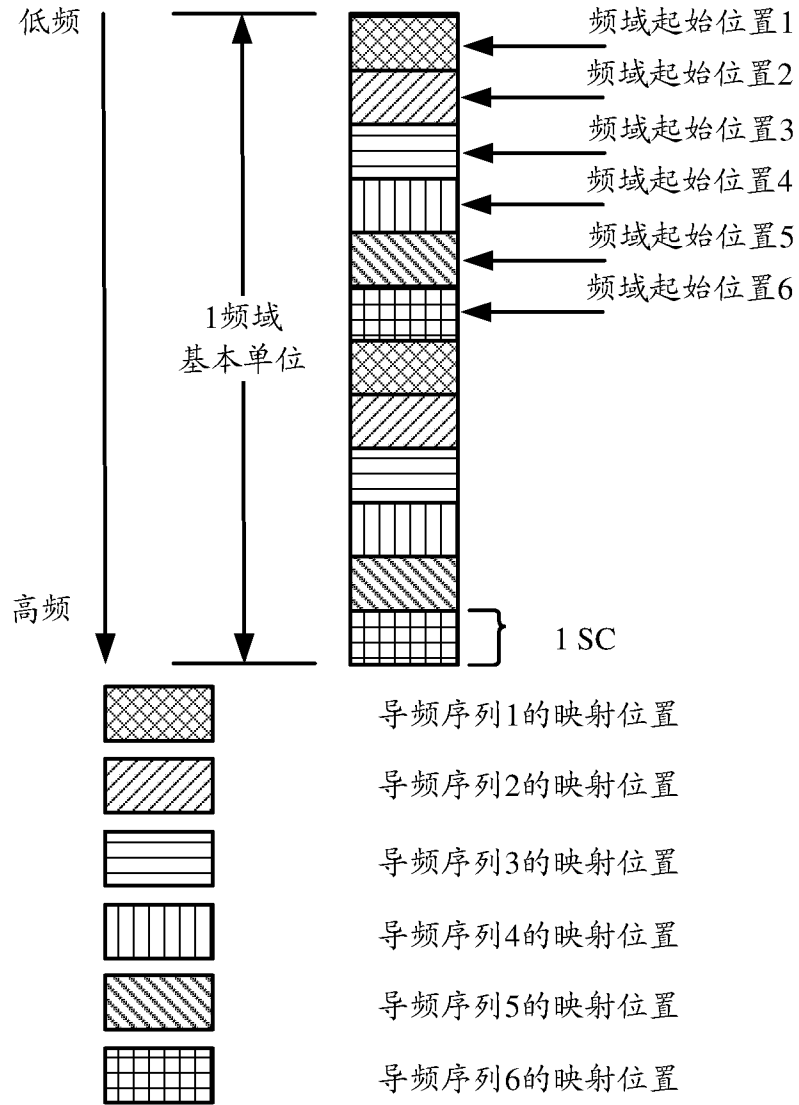 低频
频域起始位置1
频域起始位置2
频域起始位置3
频域起始位置4
频域起始位置5
频域起始位置6
1频域
基本单位
高频
1 SC
导频序列1的映射位置
导频序列2的映射位置
导频序列3的映射位置
导频序列4的映射位置
导频序列5的映射位置
导频序列6的映射位置